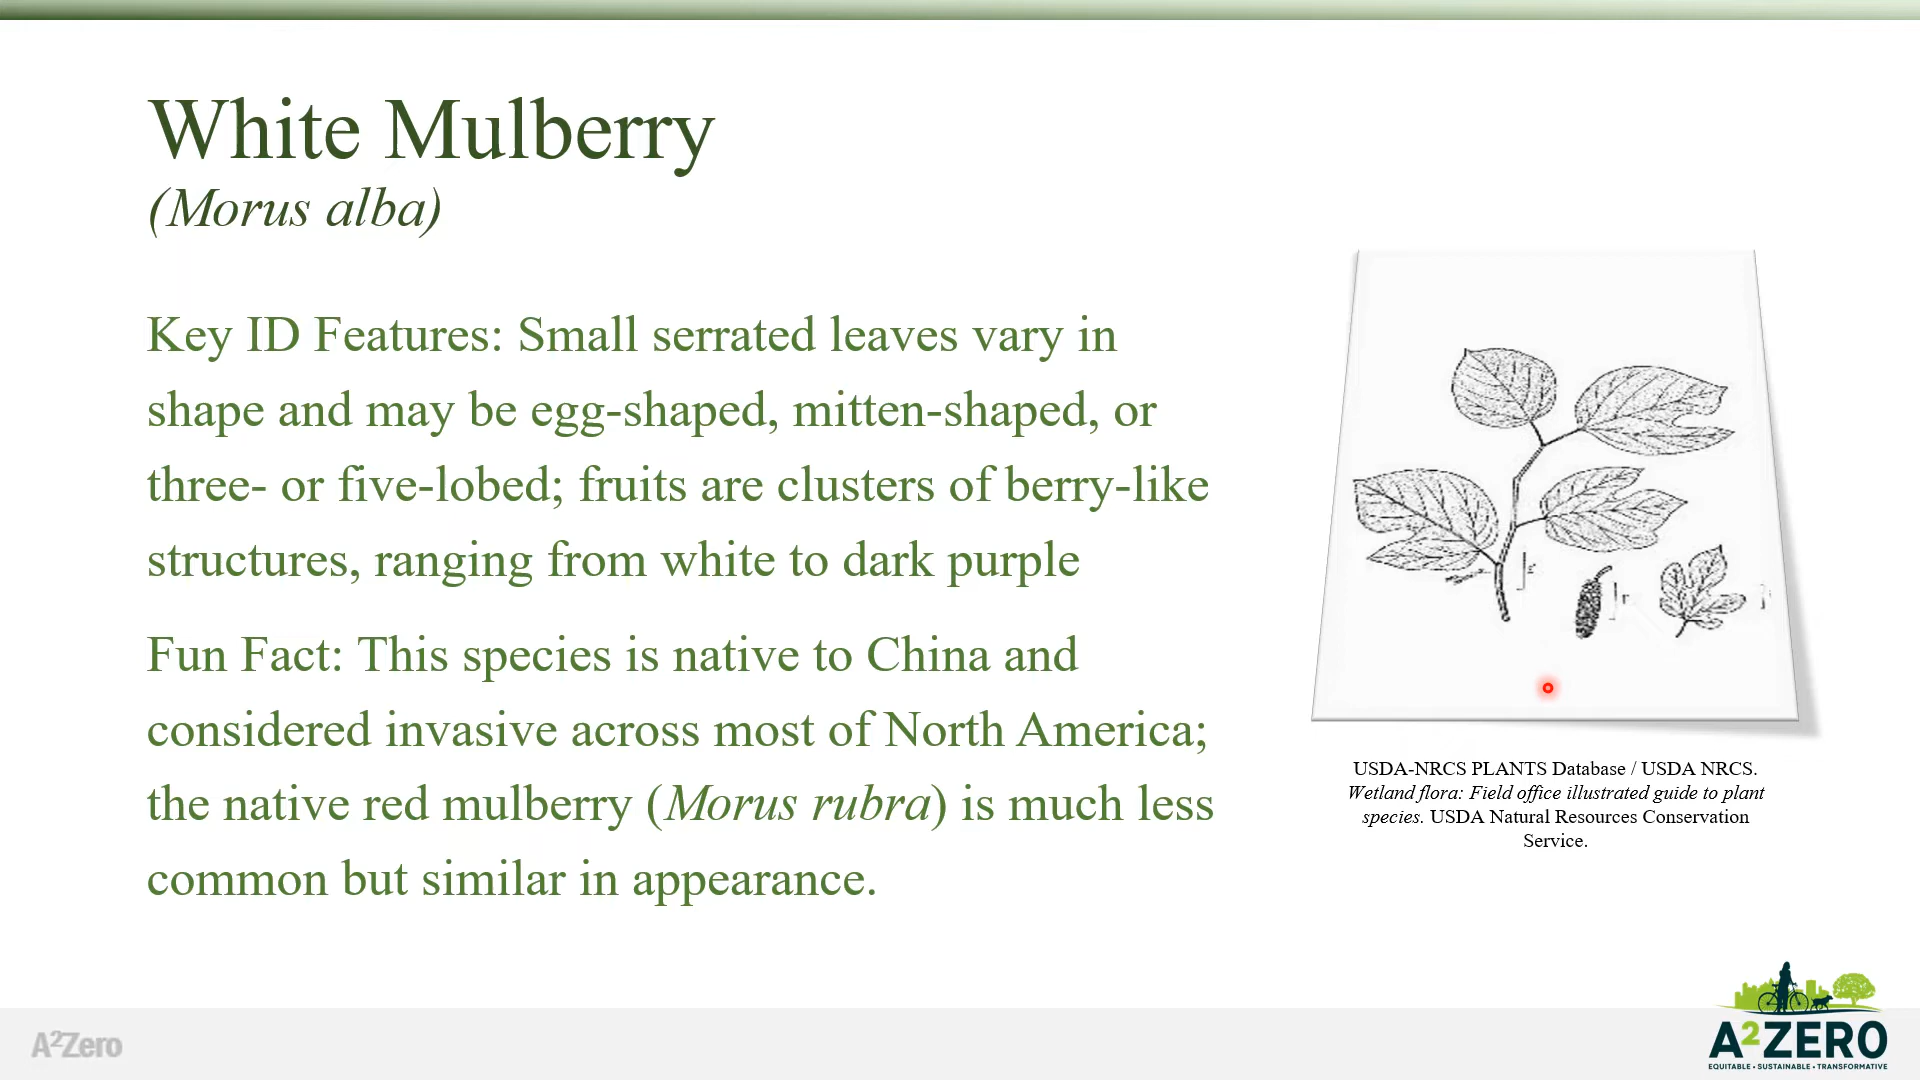 White Mulberry
(Morus alba)
Key ID Features: Small serrated leaves vary in
shape and may be egg-shaped, mitten-shaped, or
three- or five-lobed; fruits are clusters of berry-like
structures, ranging from white to dark purple
Fun Fact: This species is native to China and
considered invasive across most of North America;
the native red mulberry (Morus rubra) is much less
common but similar in appearance.
USDA-NRCS PLANTS Database / USDA NRCS.
Wetland flora: Field office illustrated guide to plant
species. USDA Natural Resources Conservation
Service.
A²Zero
A²ZERO
EQUITABLE • SUSTAINABLE • TRANSFORMATIVE